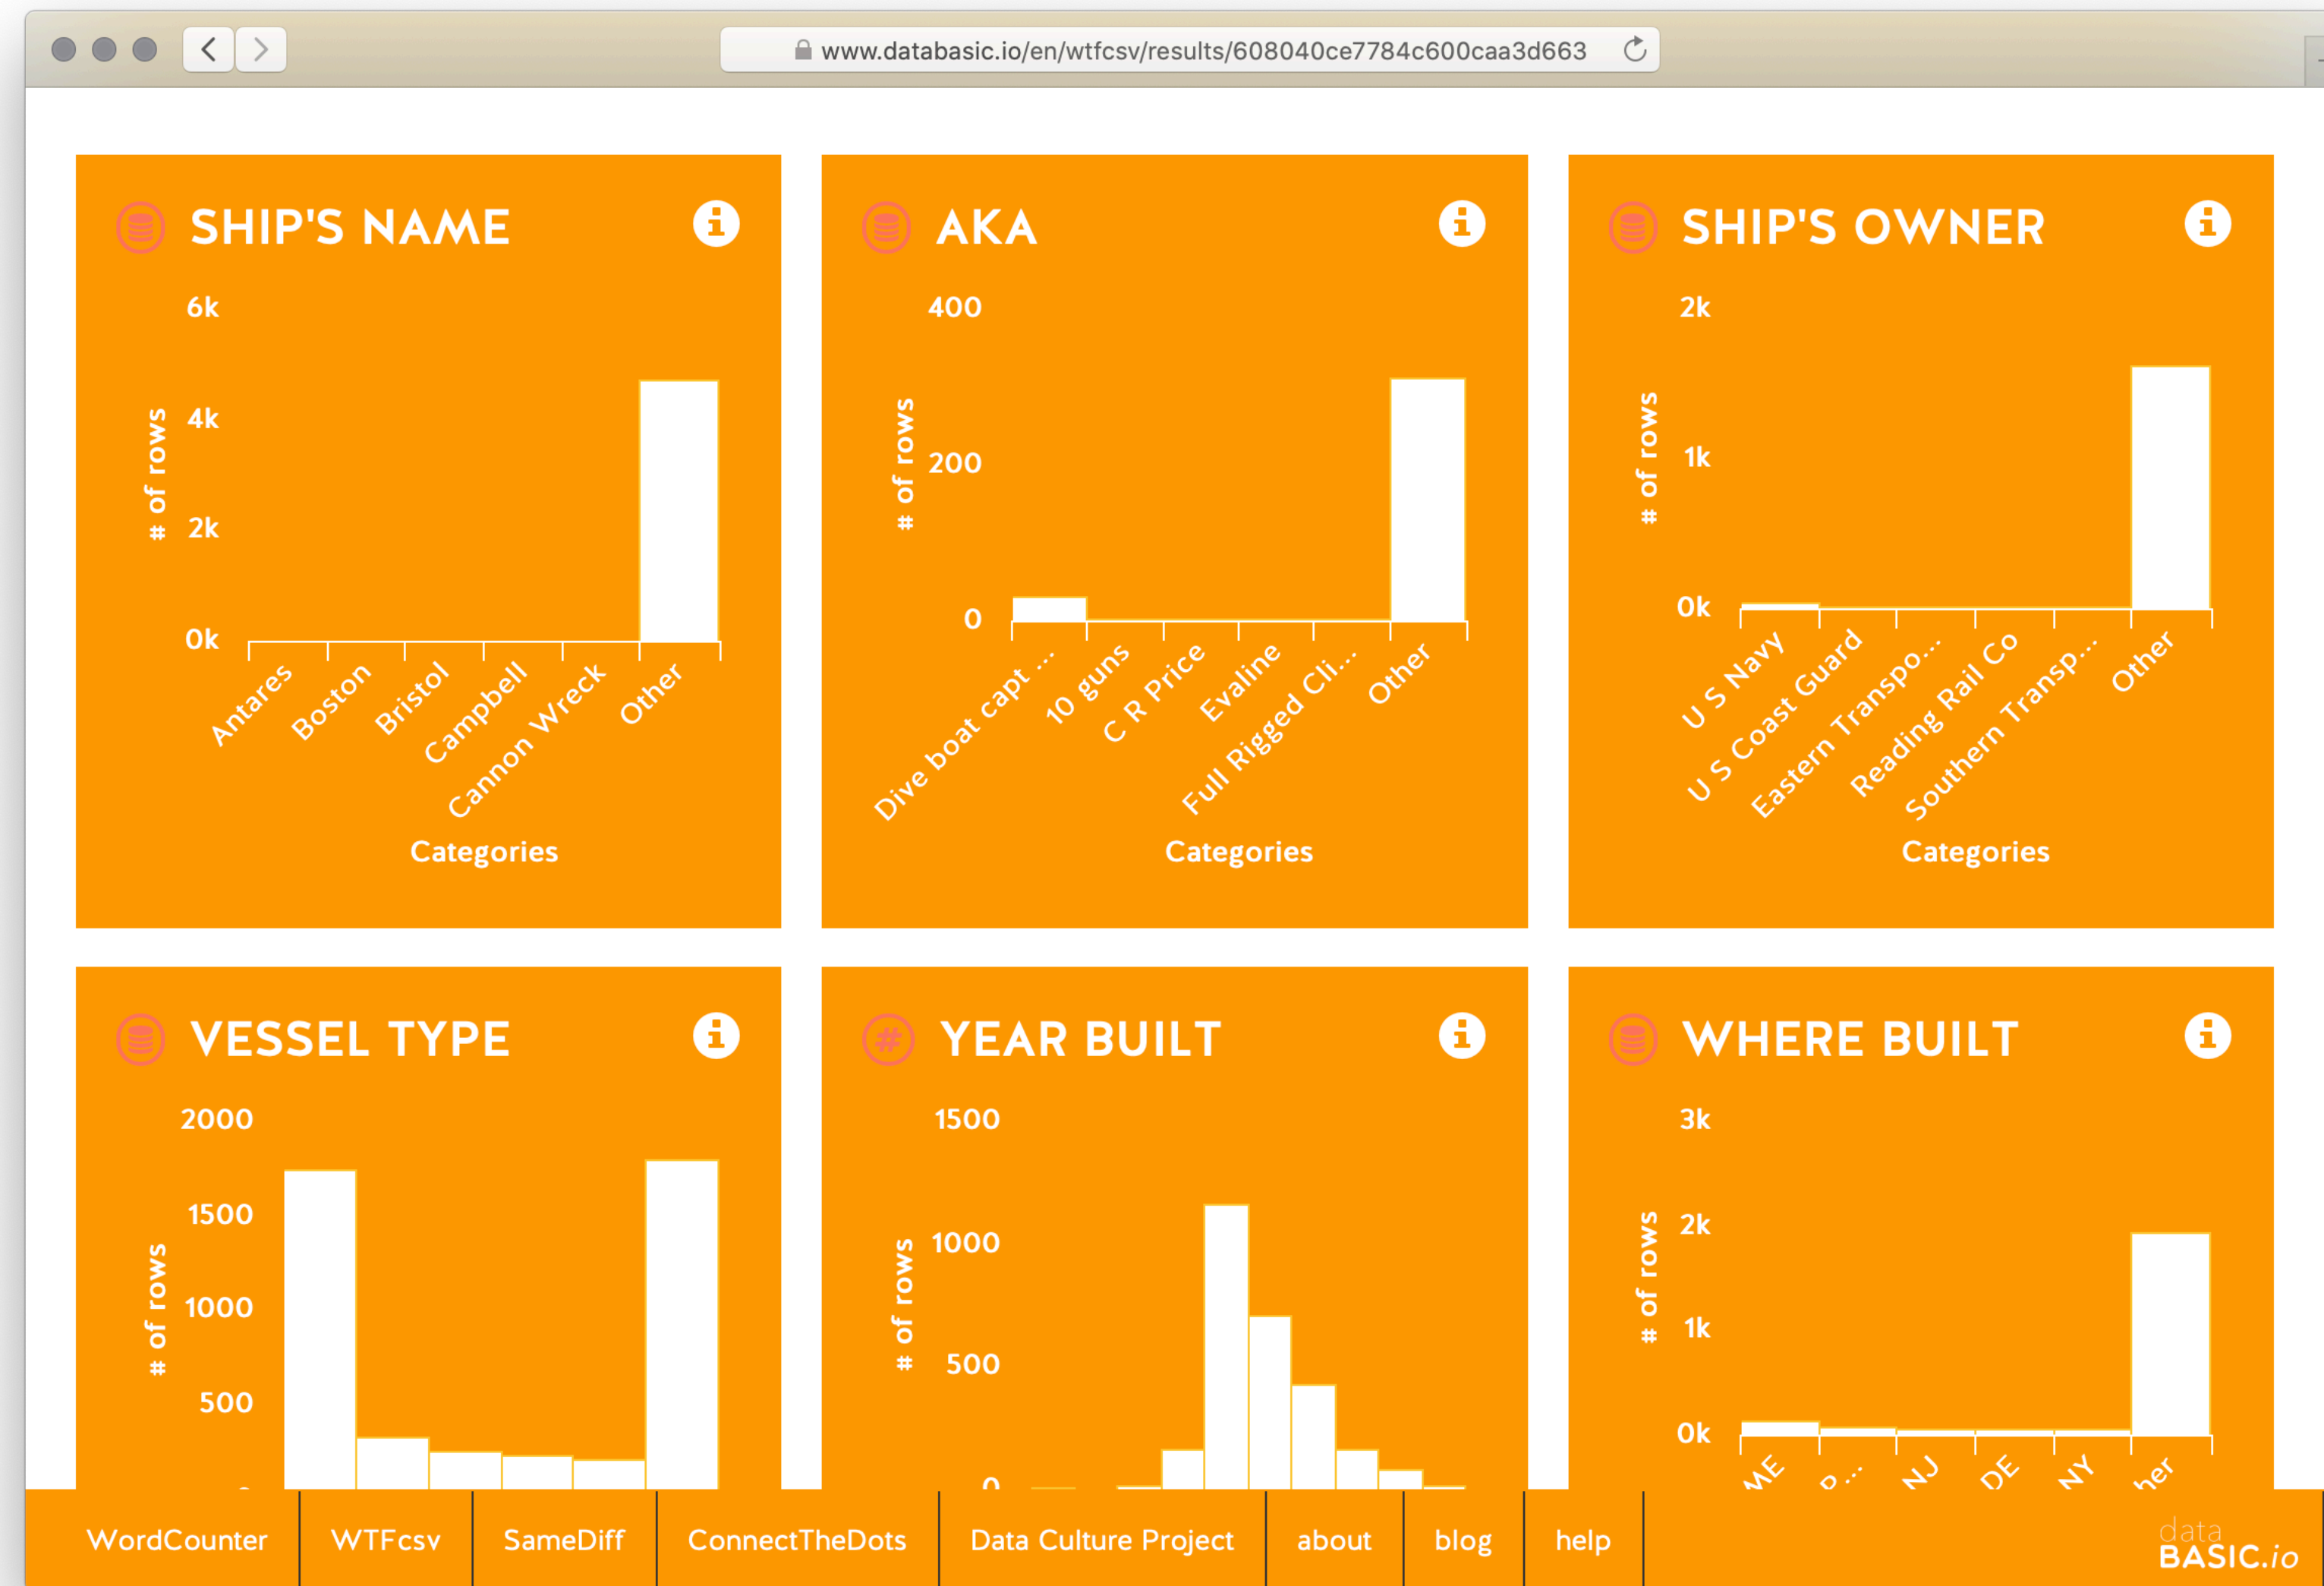 www.databasic.io/en/wtfcsv/results/608040ce7784c600caa3d663
SHIP'S NAME
6k
4k
2k
0k
# of rows
Antares
Boston
Bristol
Campbell
Cannon Wreck
Other
Categories
AKA
400
200
0
# of rows
Dive boat capt ...
10 guns
C R Price
Evaline
Full Rigged Cli...
Other
Categories
SHIP'S OWNER
2k
1k
0k
# of rows
U S Navy
U S Coast Guard
Eastern Transpo...
Reading Rail Co
Southern Transp...
Other
Categories
VESSEL TYPE
2000
1500
1000
500
# of rows
# YEAR BUILT
1500
1000
500
0
# of rows
WHERE BUILT
3k
2k
1k
0k
# of rows
ME
NJ
DE
NY
WordCounter
WTFcsv
SameDiff
ConnectTheDots
Data Culture Project
about
blog
help
data
BASIC.io